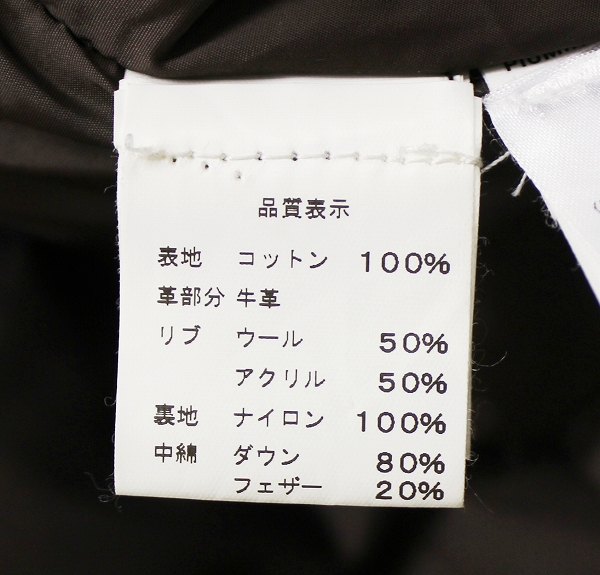 品質表示
表地 コットン 100%
革部分 牛革
リブ ウール 50%
アクリル 50%
裏地 ナイロン 100%
中綿 ダウン 80%
フェザー 20%